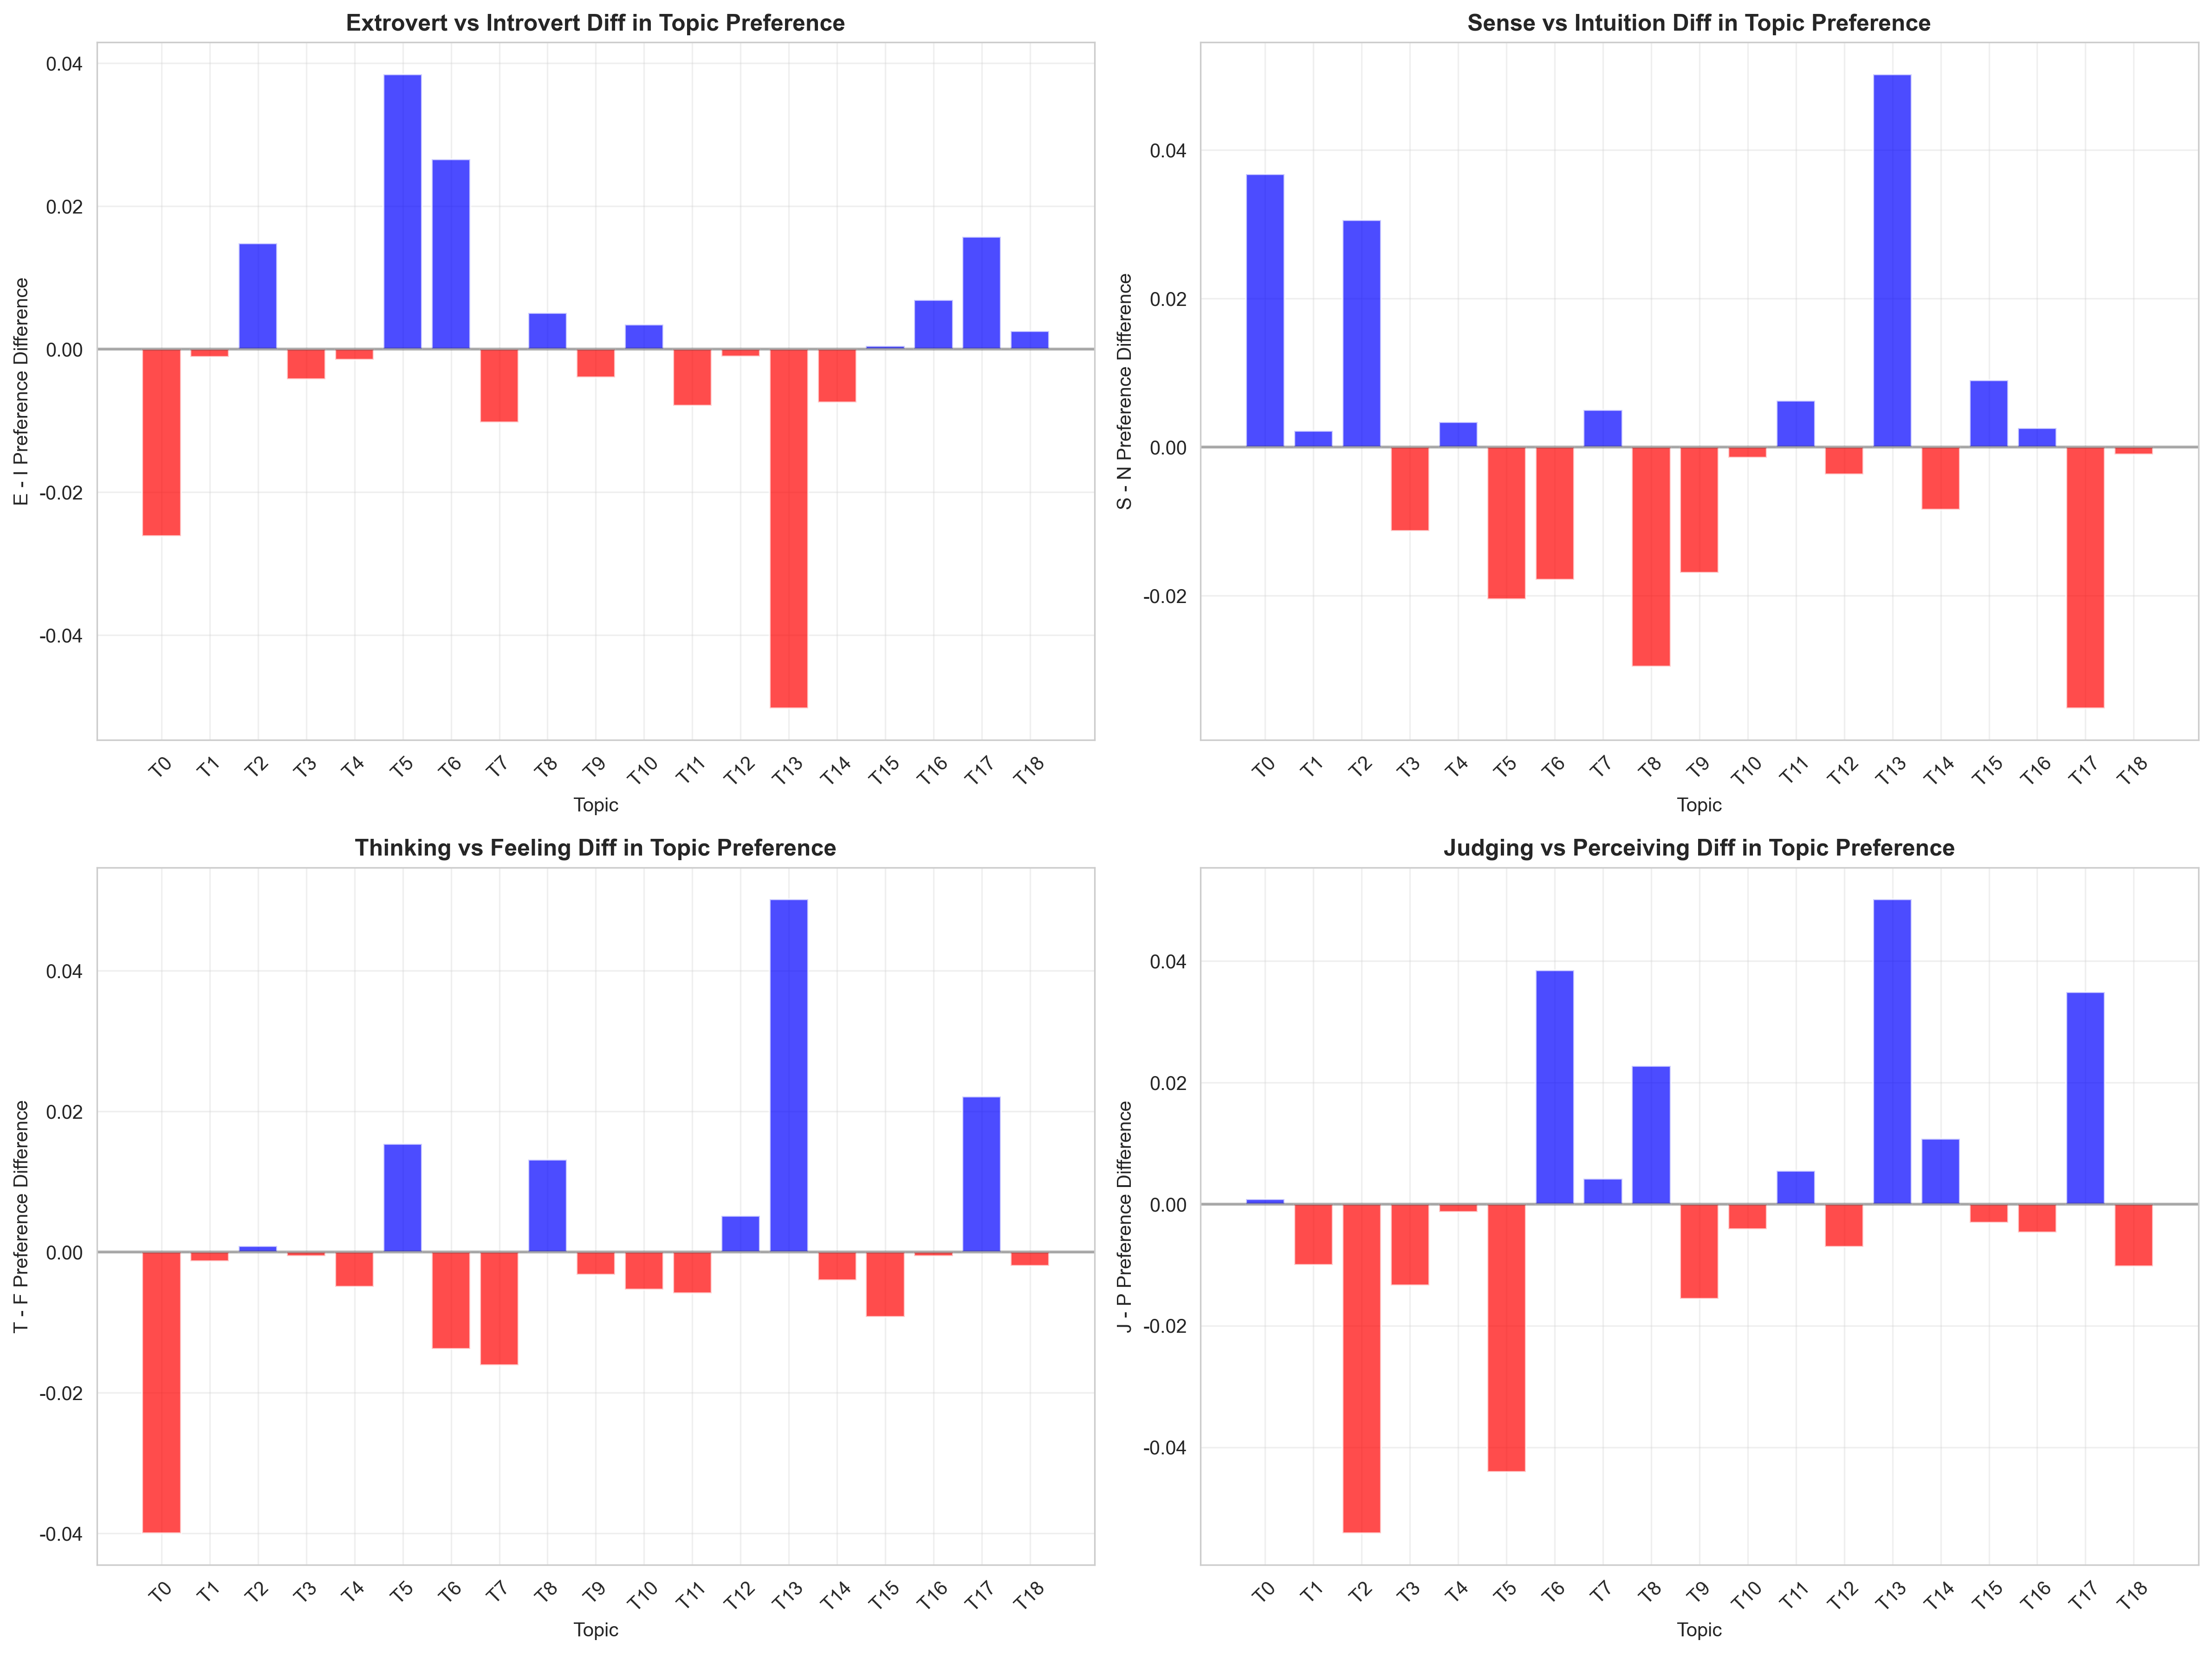 Extrovert vs Introvert Diff in Topic Preference
E - I Preference Difference
0.04
0.02
0.00
-0.02
-0.04
T0 T1 T2 T3 T4 T5 T6 T7 T8 T9 T10 T11 T12 T13 T14 T15 T16 T17 T18
Topic
Sense vs Intuition Diff in Topic Preference
S - N Preference Difference
0.04
0.02
0.00
-0.02
T0 T1 T2 T3 T4 T5 T6 T7 T8 T9 T10 T11 T12 T13 T14 T15 T16 T17 T18
Topic
Thinking vs Feeling Diff in Topic Preference
T - F Preference Difference
0.04
0.02
0.00
-0.02
-0.04
T0 T1 T2 T3 T4 T5 T6 T7 T8 T9 T10 T11 T12 T13 T14 T15 T16 T17 T18
Topic
Judging vs Perceiving Diff in Topic Preference
J - P Preference Difference
0.04
0.02
0.00
-0.02
-0.04
T0 T1 T2 T3 T4 T5 T6 T7 T8 T9 T10 T11 T12 T13 T14 T15 T16 T17 T18
Topic